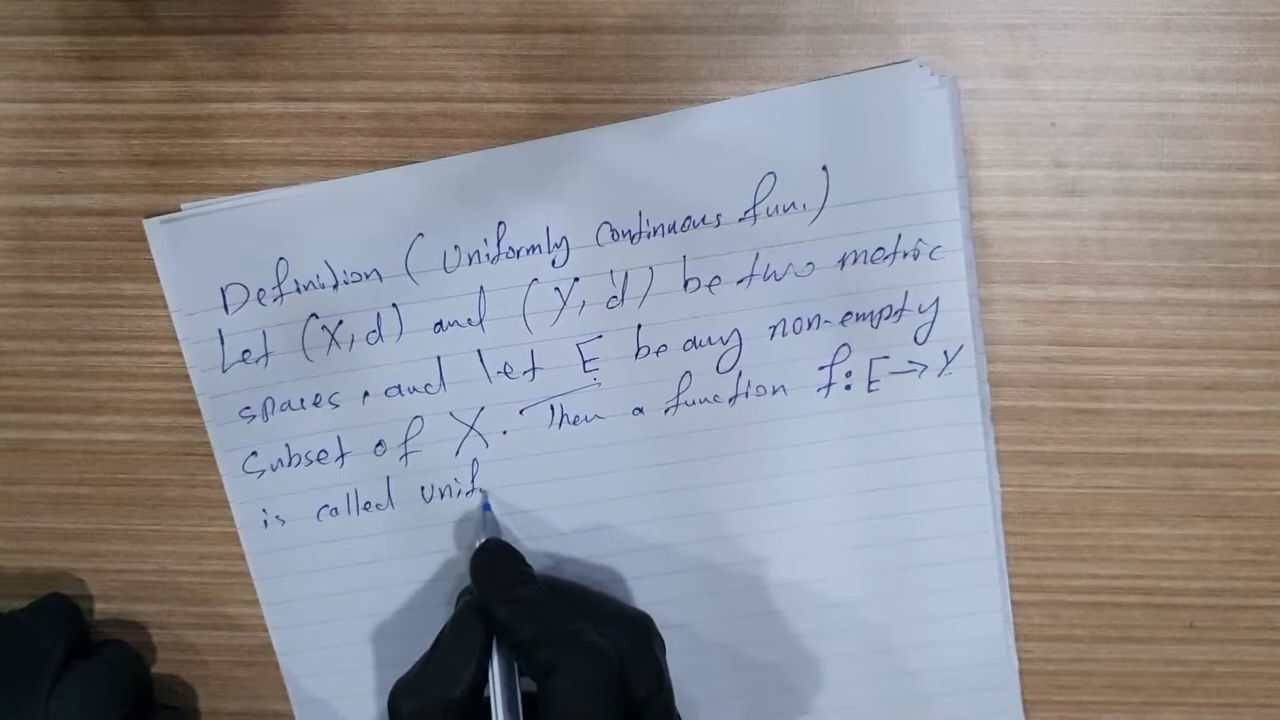 Definition (Uniformly Continuous fun.)
Let (X,d) and (Y,d') be two metric
spaces, and let E be any non-empty
subset of X. Then a function f: E → Y
is called unif